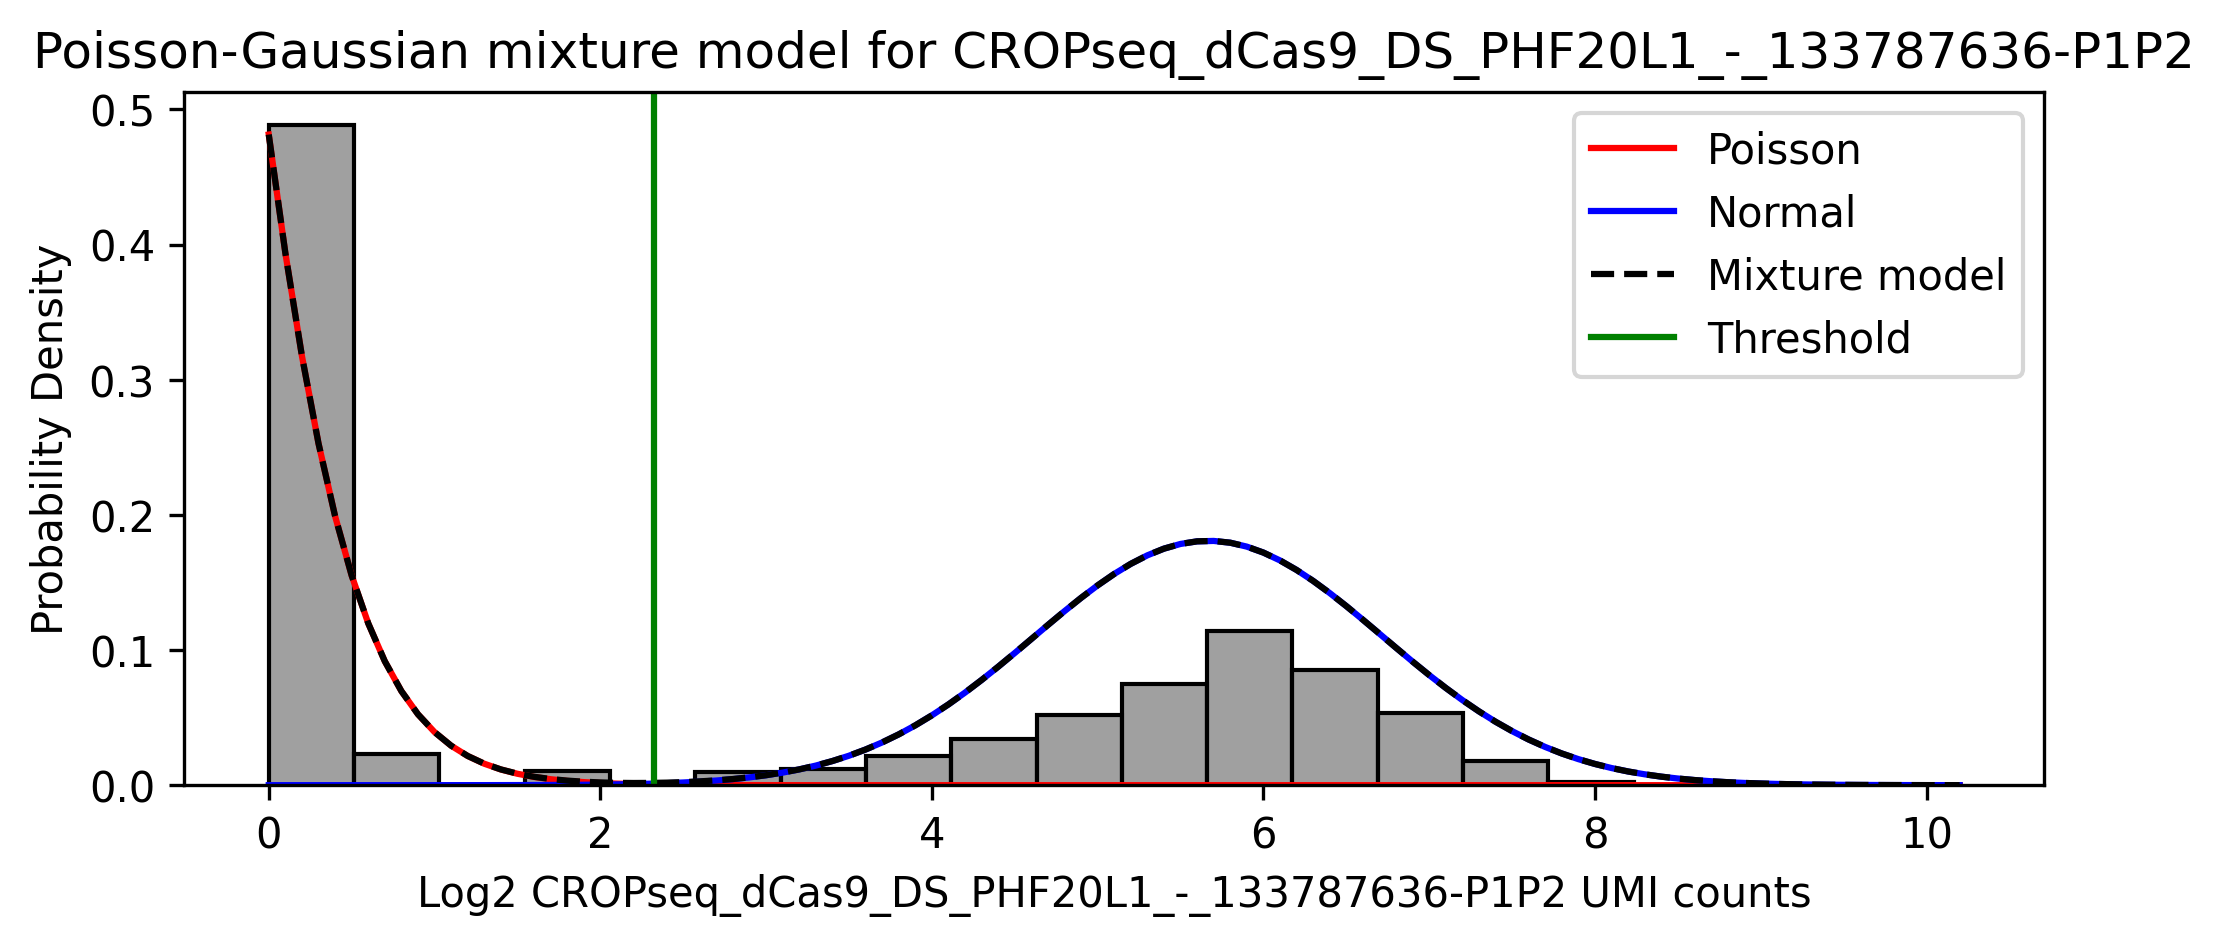 Poisson-Gaussian mixture model for CROPseq_dCas9_DS_PHF20L1_-_133787636-P1P2
0.5
0.4
0.3
0.2
0.1
0.0
Probability Density
Poisson
Normal
Mixture model
Threshold
0 2 4 6 8 10
Log2 CROPseq_dCas9_DS_PHF20L1_-_133787636-P1P2 UMI counts